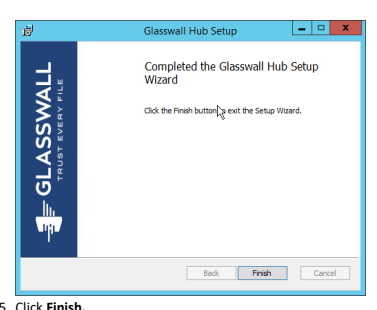 Glasswall Hub Setup
Completed the Glasswall Hub Setup
Wizard
Click the Finish button to exit the Setup Wizard.
GLASSWALL
TRUST EVERY FILE
Back Finish Cancel
5. Click Finish.